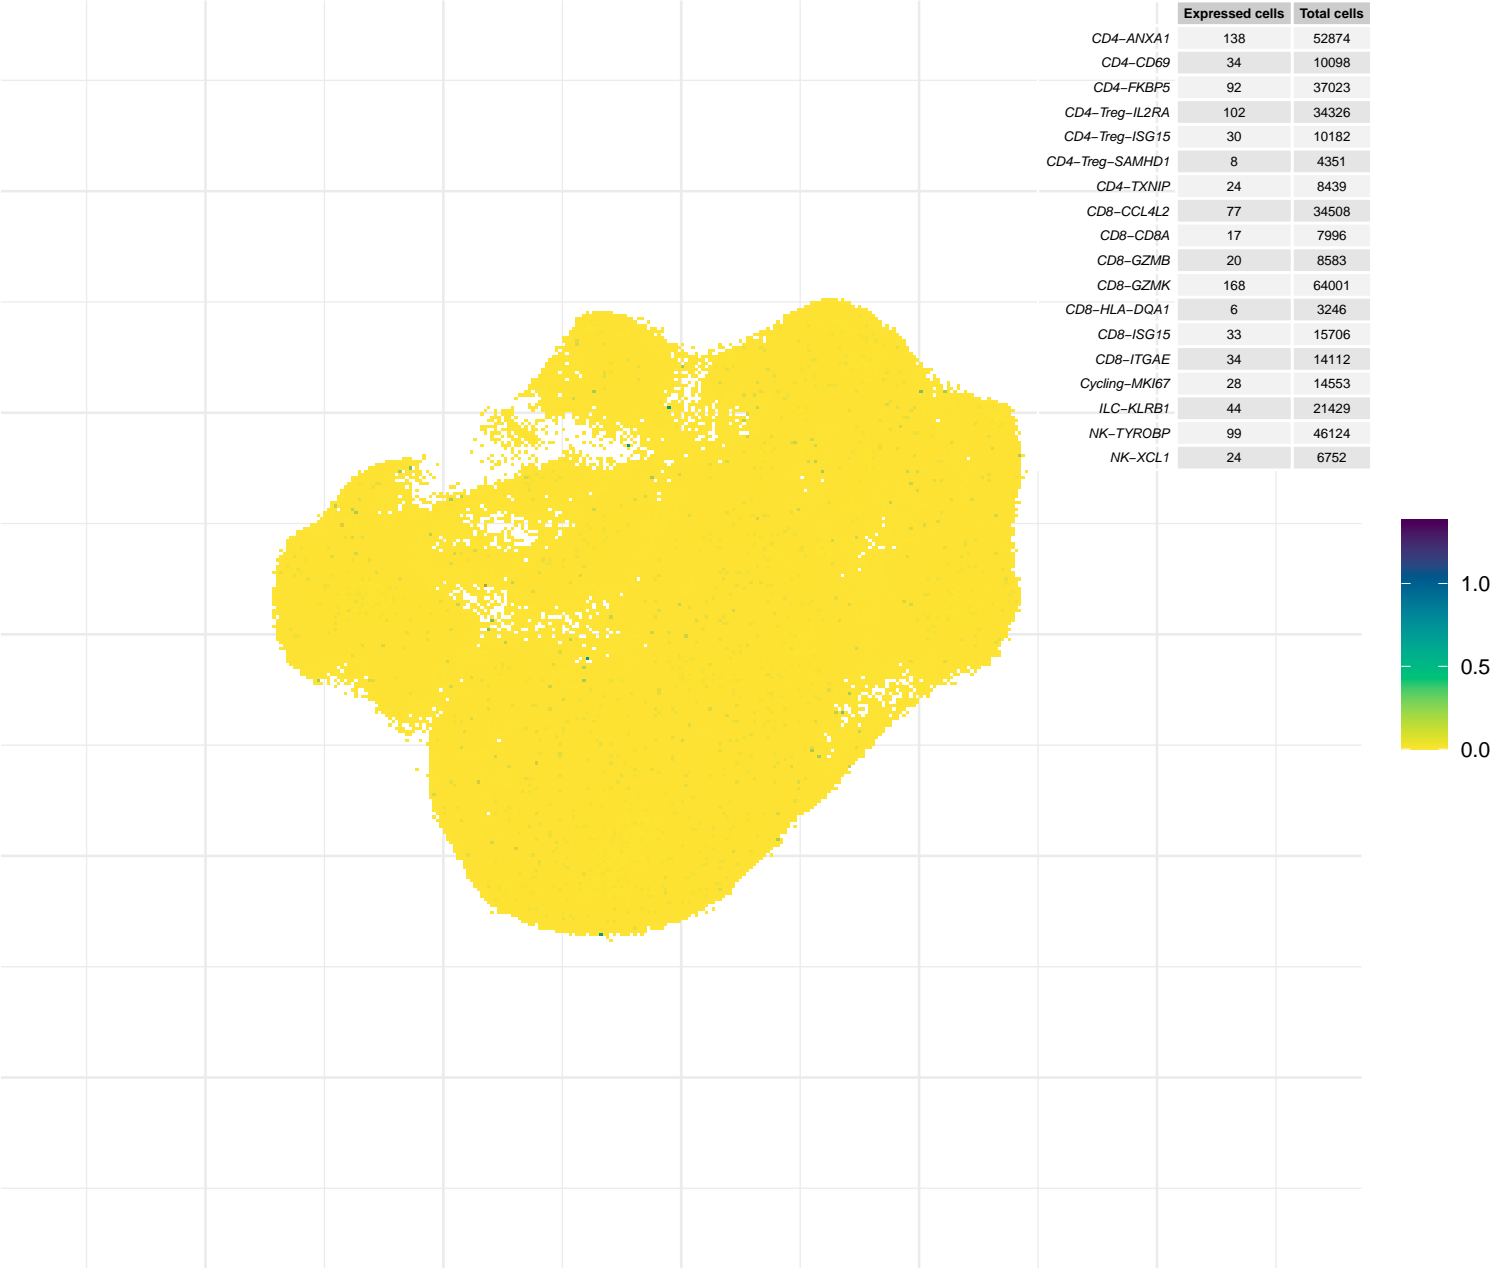 Expressed cells Total cells
CD4−ANXA1 138 52874
CD4−CD69 34 10098
CD4−FKBP5 92 37023
CD4−Treg−IL2RA 102 34326
CD4−Treg−ISG15 30 10182
CD4−Treg−SAMHD1 8 4351
CD4−TXNIP 24 8439
CD8−CCL4L2 77 34508
CD8−CD8A 17 7996
CD8−GZMB 20 8583
CD8−GZMK 168 64001
CD8−HLA−DQA1 6 3246
CD8−ISG15 33 15706
CD8−ITGAE 34 14112
Cycling−MKI67 28 14553
ILC−KLRB1 44 21429
NK−TYROBP 99 46124
NK−XCL1 24 6752
1.0
0.5
0.0